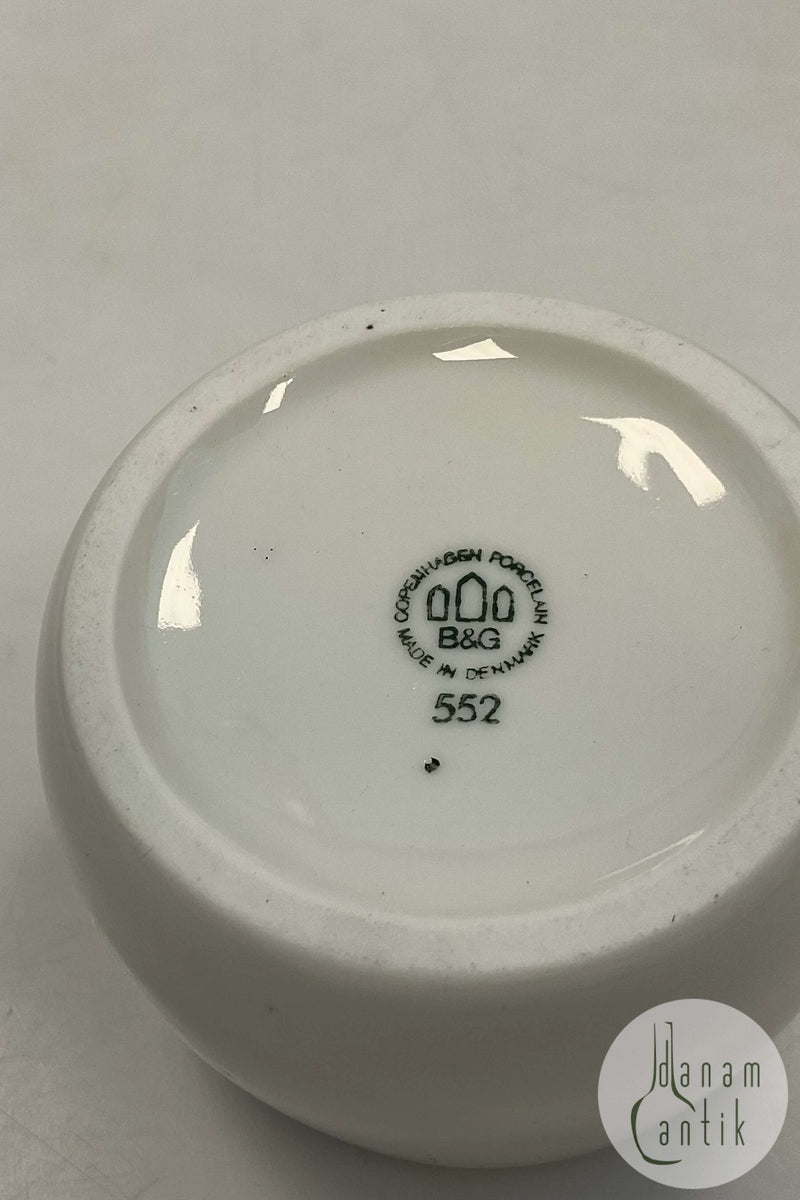 COPENHAGEN PORCELAIN
B&G
MADE IN DENMARK
552
danam
antik